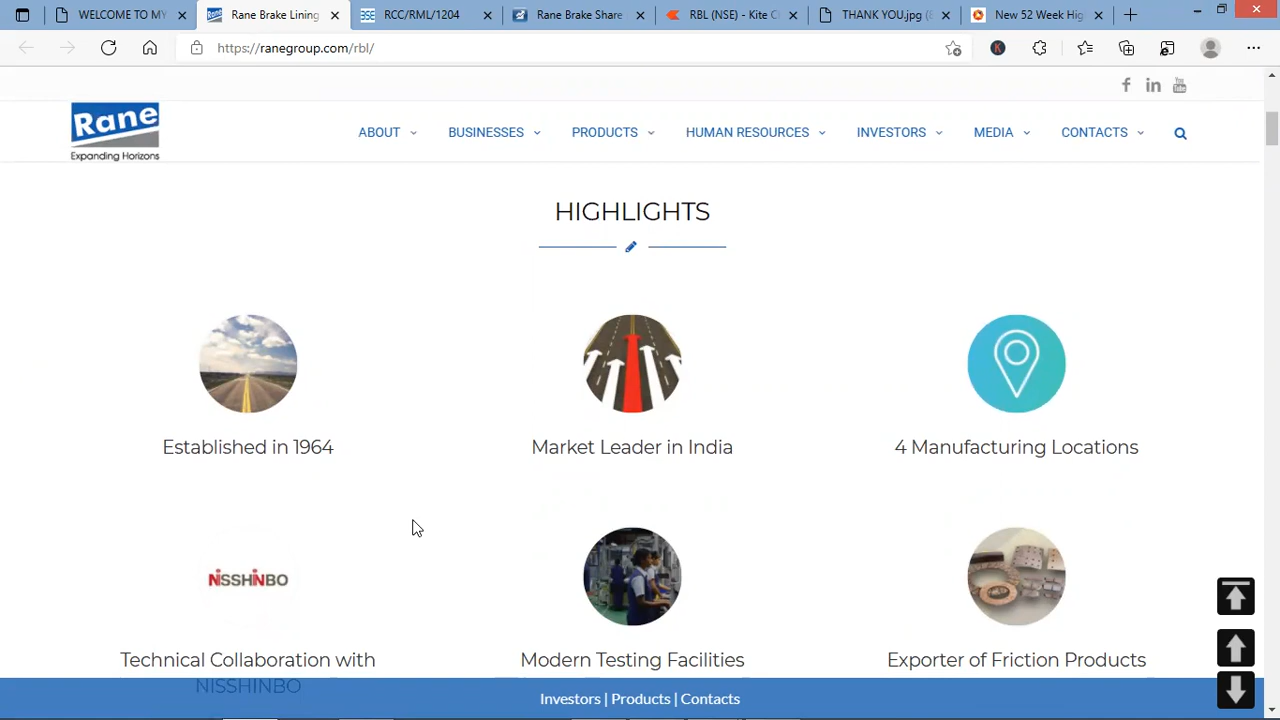 WELCOME TO MY
Rane Brake Lining
RCC/RML/1204
Rane Brake Share
RBL (NSE) - Kite C
THANK YOU.jpg (
New 52 Week Hig
https://ranegroup.com/rbl/
Rane
Expanding Horizons
ABOUT
BUSINESSES
PRODUCTS
HUMAN RESOURCES
INVESTORS
MEDIA
CONTACTS
HIGHLIGHTS
Established in 1964
Market Leader in India
4 Manufacturing Locations
NISSHINBO
Technical Collaboration with
NISSHINBO
Modern Testing Facilities
Exporter of Friction Products
Investors | Products | Contacts